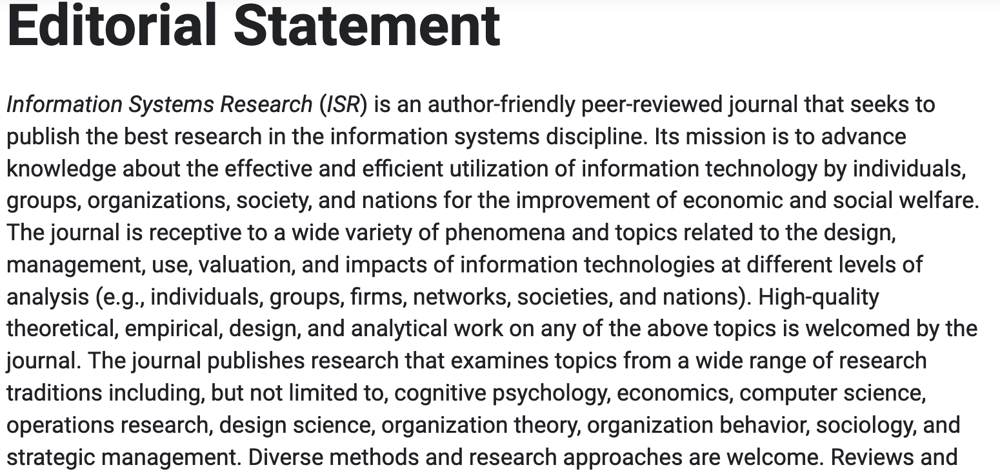 Editorial Statement
Information Systems Research (ISR) is an author-friendly peer-reviewed journal that seeks to
publish the best research in the information systems discipline. Its mission is to advance
knowledge about the effective and efficient utilization of information technology by individuals,
groups, organizations, society, and nations for the improvement of economic and social welfare.
The journal is receptive to a wide variety of phenomena and topics related to the design,
management, use, valuation, and impacts of information technologies at different levels of
analysis (e.g., individuals, groups, firms, networks, societies, and nations). High-quality
theoretical, empirical, design, and analytical work on any of the above topics is welcomed by the
journal. The journal publishes research that examines topics from a wide range of research
traditions including, but not limited to, cognitive psychology, economics, computer science,
operations research, design science, organization theory, organization behavior, sociology, and
strategic management. Diverse methods and research approaches are welcome. Reviews and